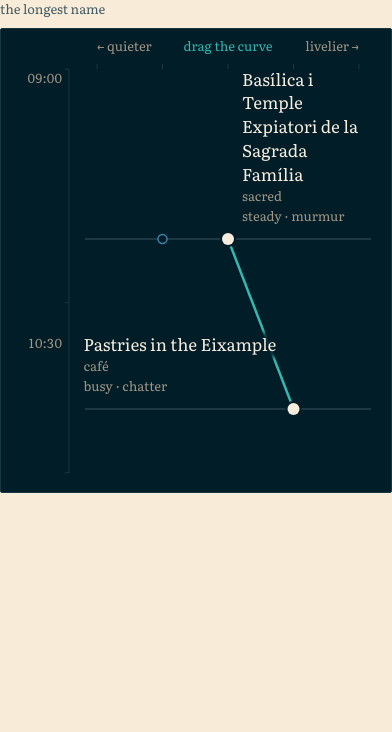 the longest name
← quieter drag the curve livelier →
09:00
Basílica i
Temple
Expiatori de la
Sagrada
Família
sacred
steady · murmur
10:30
Pastries in the Eixample
café
busy · chatter